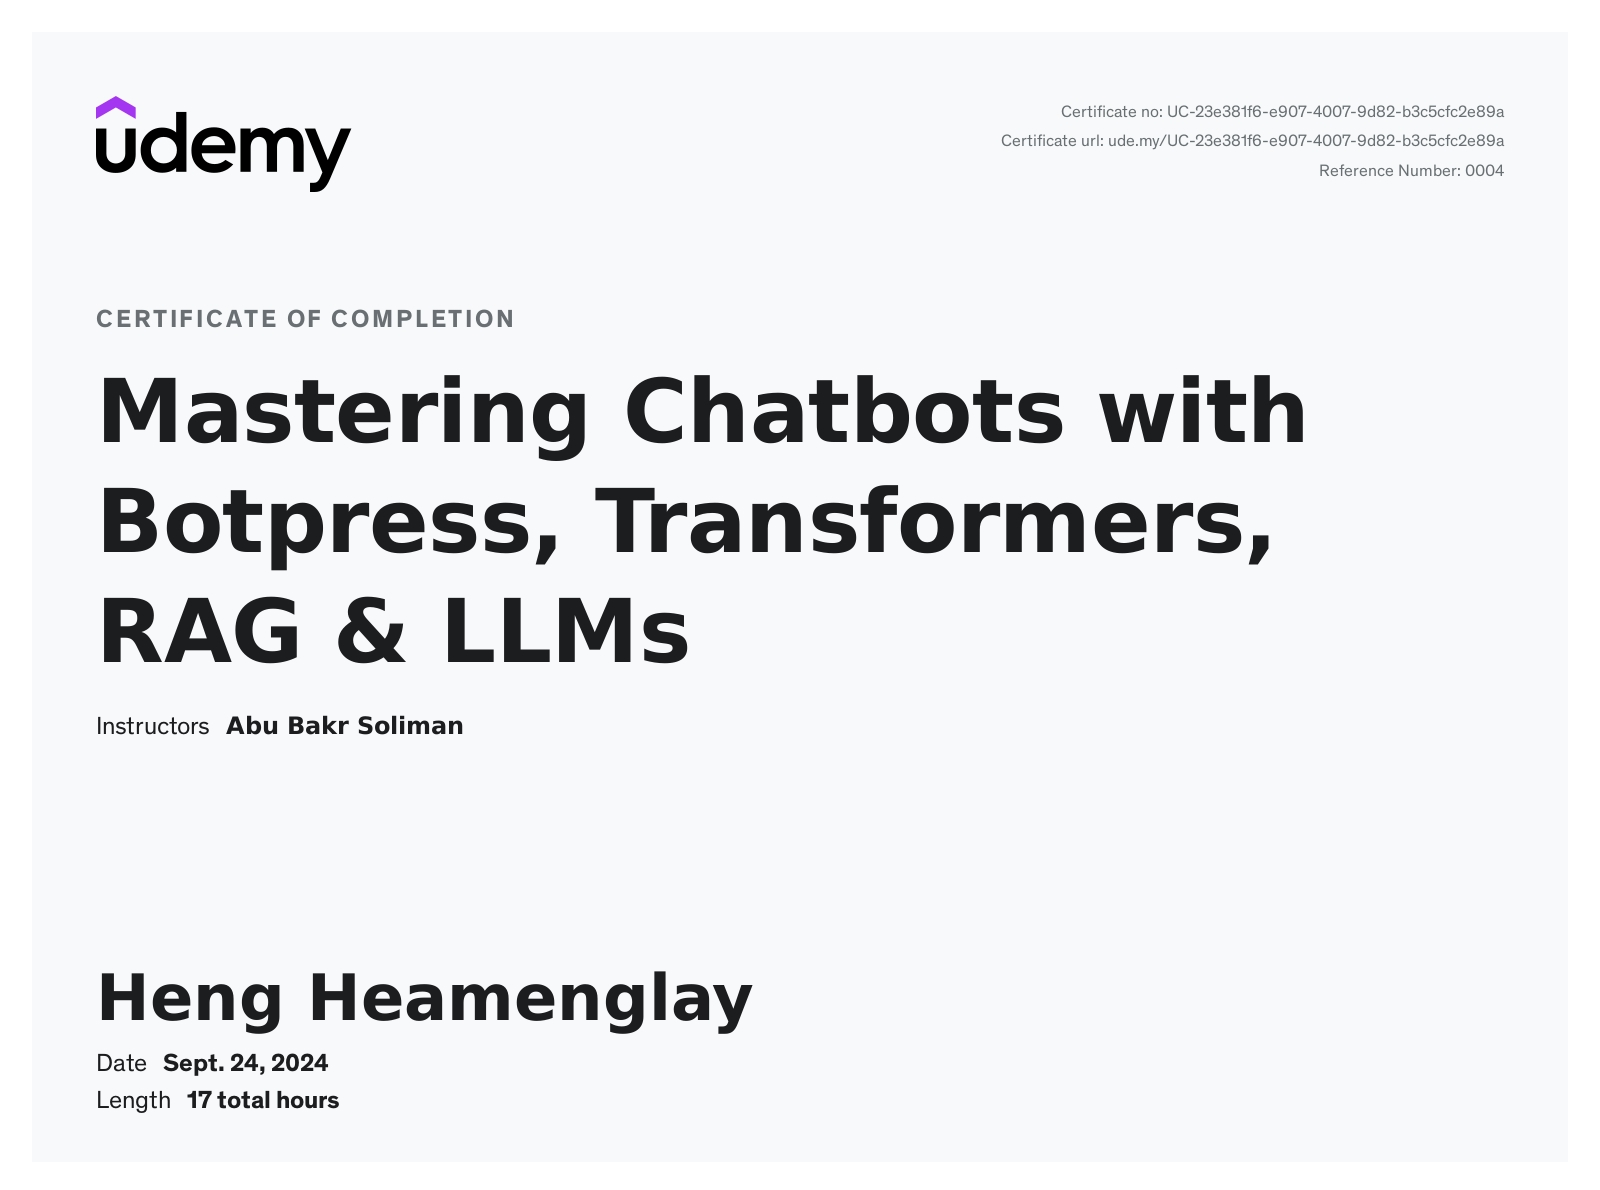 udemy
Certificate no: UC-23e381f6-e907-4007-9d82-b3c5cfc2e89a
Certificate url: ude.my/UC-23e381f6-e907-4007-9d82-b3c5cfc2e89a
Reference Number: 0004
CERTIFICATE OF COMPLETION
Mastering Chatbots with
Botpress, Transformers,
RAG & LLMs
Instructors Abu Bakr Soliman
Heng Heamenglay
Date Sept. 24, 2024
Length 17 total hours